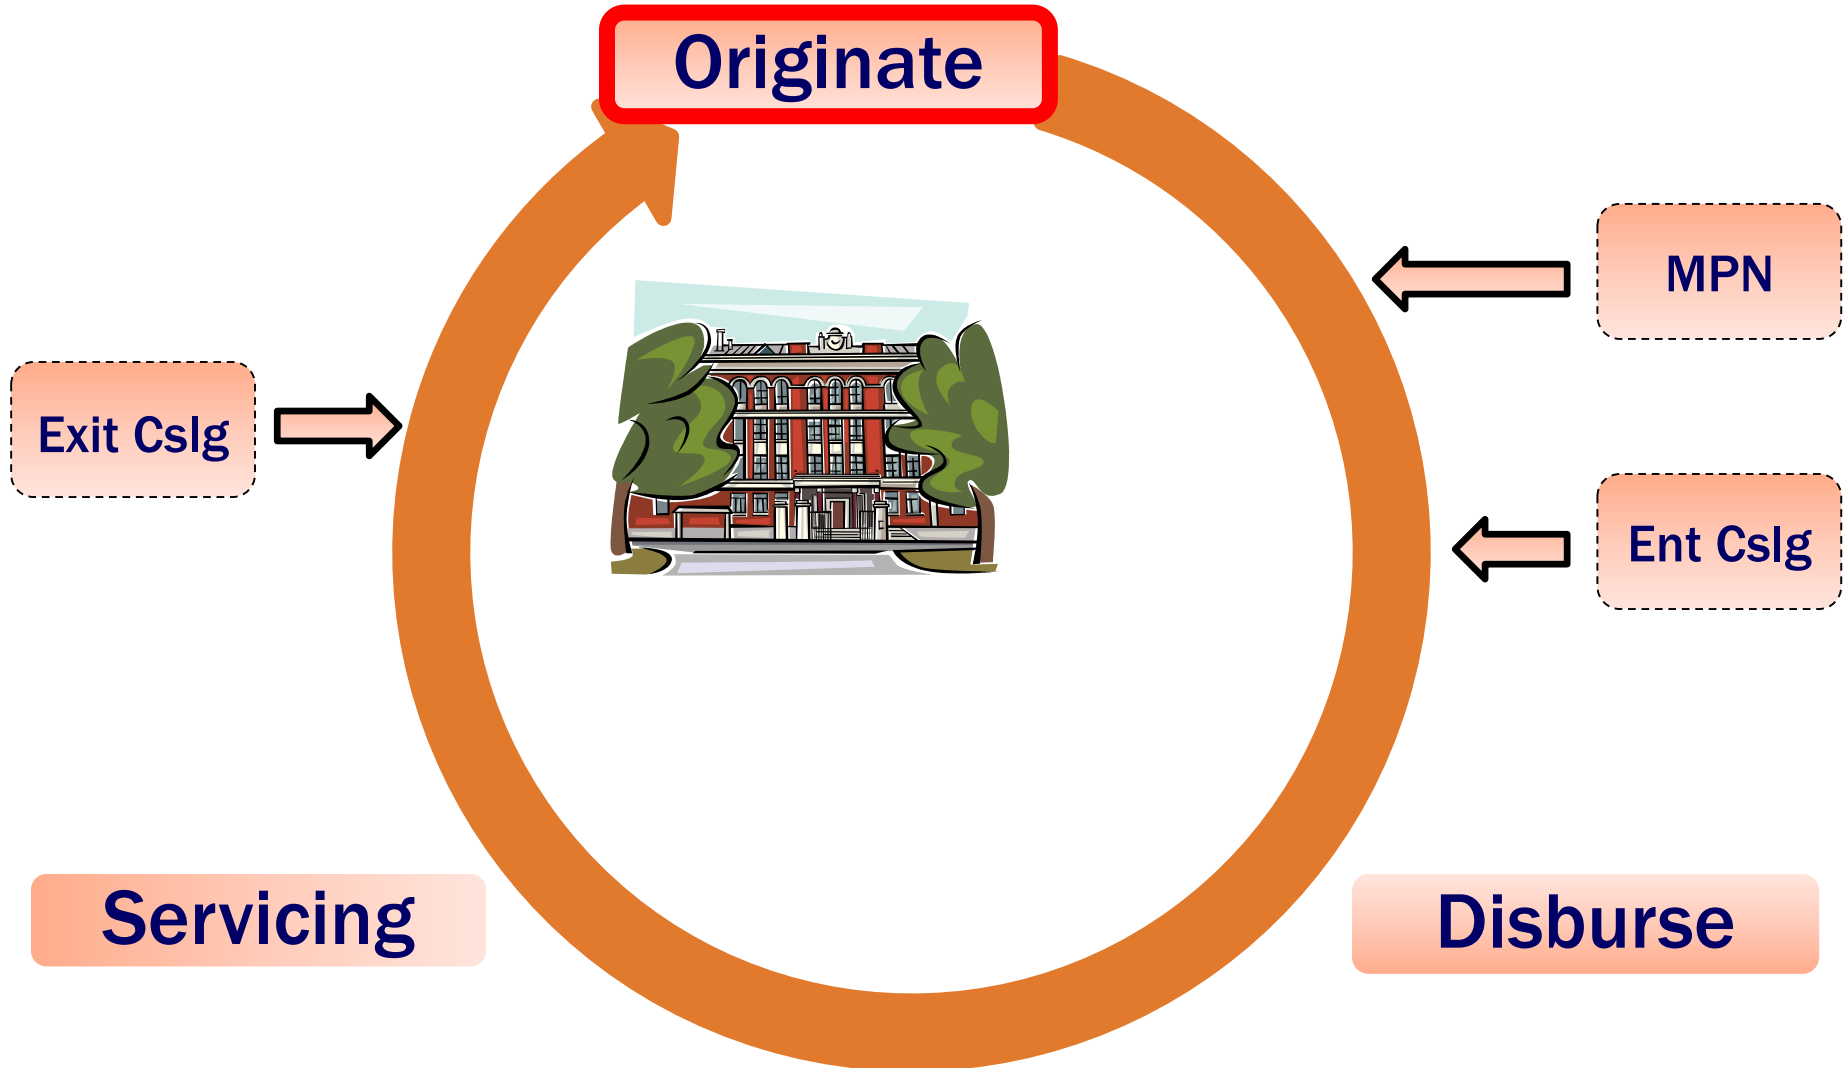 Originate
MPN
Exit Cslg
Ent Cslg
Servicing
Disburse